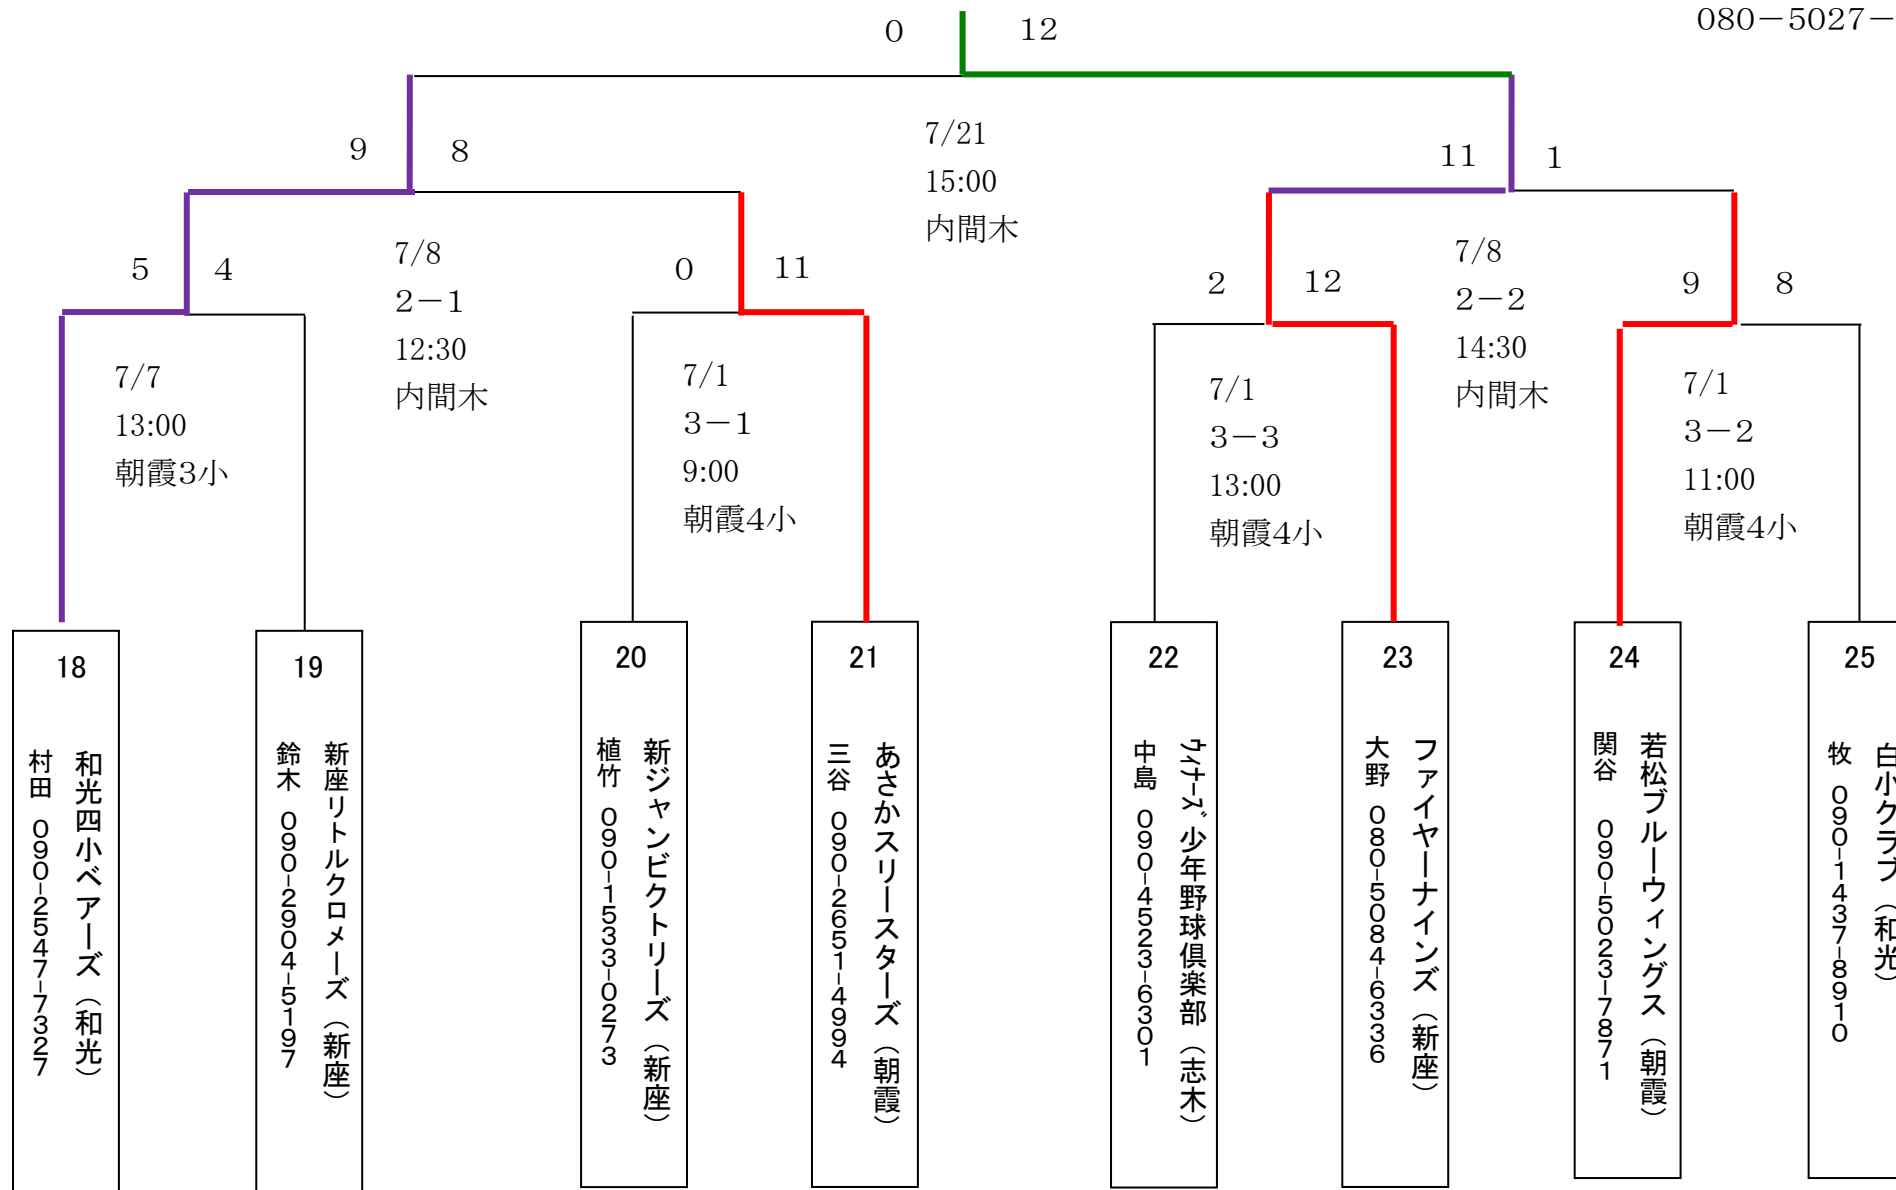 080－5027－
0 12
9 8
7/21
15:00
内間木
11 1
5 4
7/8
2－1
12:30
内間木
0 11
2 12
7/8
2－2
14:30
内間木
9 8
7/7
13:00
朝霞3小
7/1
3－1
9:00
朝霞4小
7/1
3－3
13:00
朝霞4小
7/1
3－2
11:00
朝霞4小
18
和光四小ベアーズ（和光）
村田 090-2547-7327
19
新座リトルクロメーズ（新座）
鈴木 090-2904-5197
20
新ジャンビクトリーズ（新座）
植竹 090-1533-0273
21
あさかスリースターズ（朝霞）
三谷 090-2651-4994
22
ｳｨﾅｰｽﾞ少年野球倶楽部（志木）
中島 090-4523-6301
23
ファイヤーナインズ（新座）
大野 080-5084-6336
24
若松ブルーウィングス（朝霞）
関谷 090-5023-7871
25
白小クラブ（和光）
牧 090-1437-8910